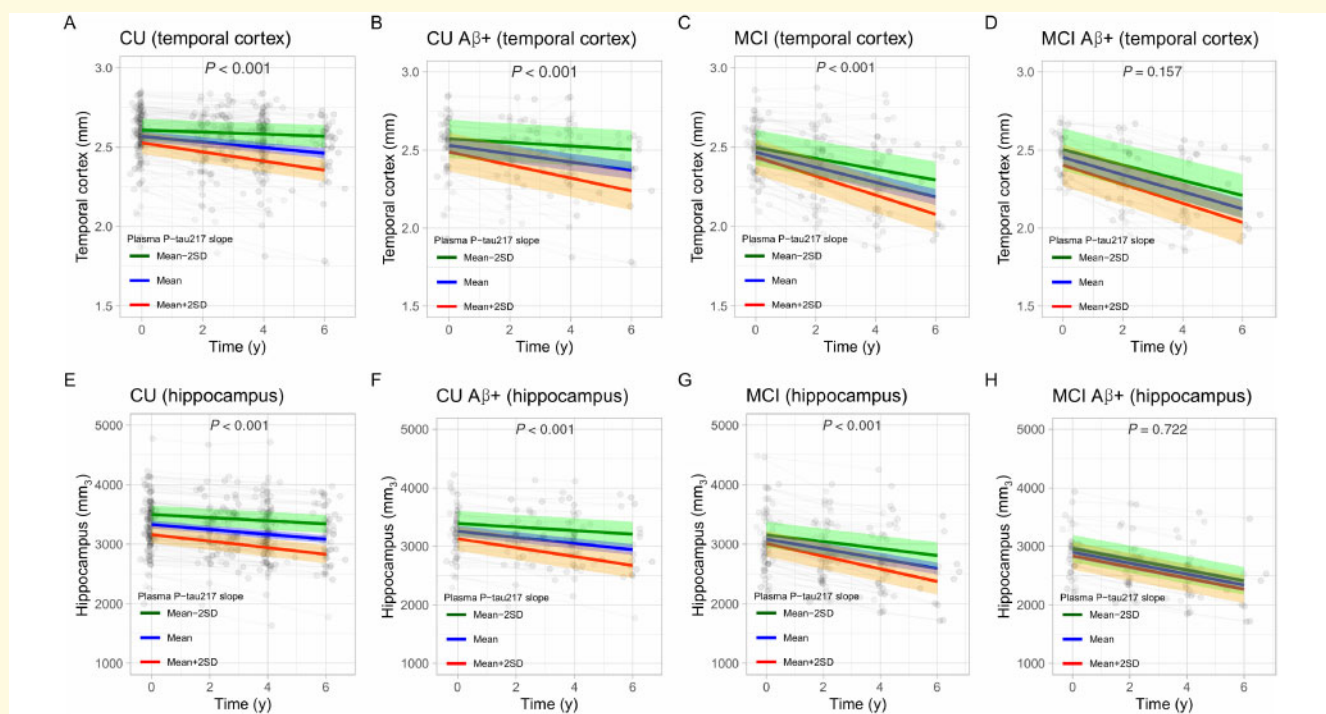 A
CU (temporal cortex)
P < 0.001
Temporal cortex (mm)
3.0
2.5
2.0
1.5
Plasma P-tau217 slope
Mean-2SD
Mean
Mean+2SD
0 2 4 6
Time (y)
B
CU Aβ+ (temporal cortex)
P < 0.001
Temporal cortex (mm)
3.0
2.5
2.0
1.5
Plasma P-tau217 slope
Mean-2SD
Mean
Mean+2SD
0 2 4 6
Time (y)
C
MCI (temporal cortex)
P < 0.001
Temporal cortex (mm)
3.0
2.5
2.0
1.5
Plasma P-tau217 slope
Mean-2SD
Mean
Mean+2SD
0 2 4 6
Time (y)
D
MCI Aβ+ (temporal cortex)
P = 0.157
Temporal cortex (mm)
3.0
2.5
2.0
1.5
Plasma P-tau217 slope
Mean-2SD
Mean
Mean+2SD
0 2 4 6
Time (y)
E
CU (hippocampus)
P < 0.001
Hippocampus (mm₃)
5000
4000
3000
2000
1000
Plasma P-tau217 slope
Mean-2SD
Mean
Mean+2SD
0 2 4 6
Time (y)
F
CU Aβ+ (hippocampus)
P < 0.001
Hippocampus (mm₃)
5000
4000
3000
2000
1000
Plasma P-tau217 slope
Mean-2SD
Mean
Mean+2SD
0 2 4 6
Time (y)
G
MCI (hippocampus)
P < 0.001
Hippocampus (mm₃)
5000
4000
3000
2000
1000
Plasma P-tau217 slope
Mean-2SD
Mean
Mean+2SD
0 2 4 6
Time (y)
H
MCI Aβ+ (hippocampus)
P = 0.722
Hippocampus (mm₃)
5000
4000
3000
2000
1000
Plasma P-tau217 slope
Mean-2SD
Mean
Mean+2SD
0 2 4 6
Time (y)